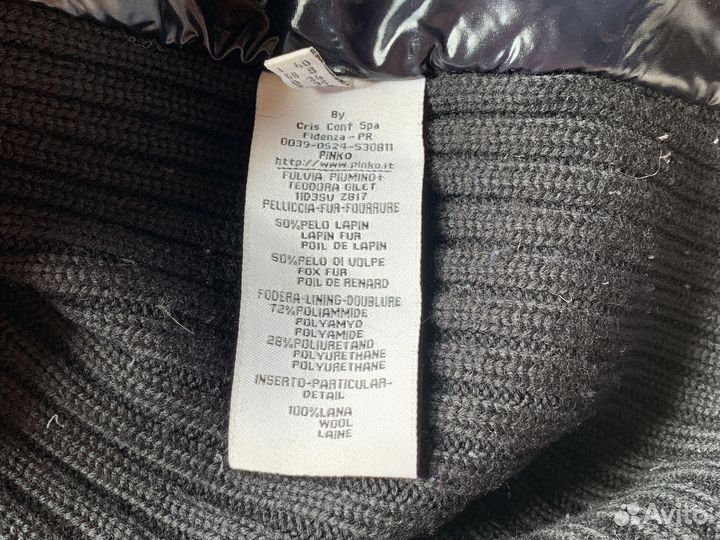 By
Cris Conf Spa
Fidenza-PR
0039-0524-530811
PINKO
http://www.pinko.it
FULVIA PIUMINO+
TEODORA GILET
11D3SU Z817
PELLICCIA-FUR-FOURRURE
50%PELO LAPIN
LAPIN FUR
POIL DE LAPIN
50%PELO DI VOLPE
FOX FUR
POIL DE RENARD
FODERA-LINING-DOUBLURE
72%POLIAMMIDE
POLYAMYD
POLYAMIDE
28%POLIURETANO
POLYURETHANE
POLYURETHANE
INSERTO-PARTICULAR-
DETAIL
100%LANA
WOOL
LAINE
Avito